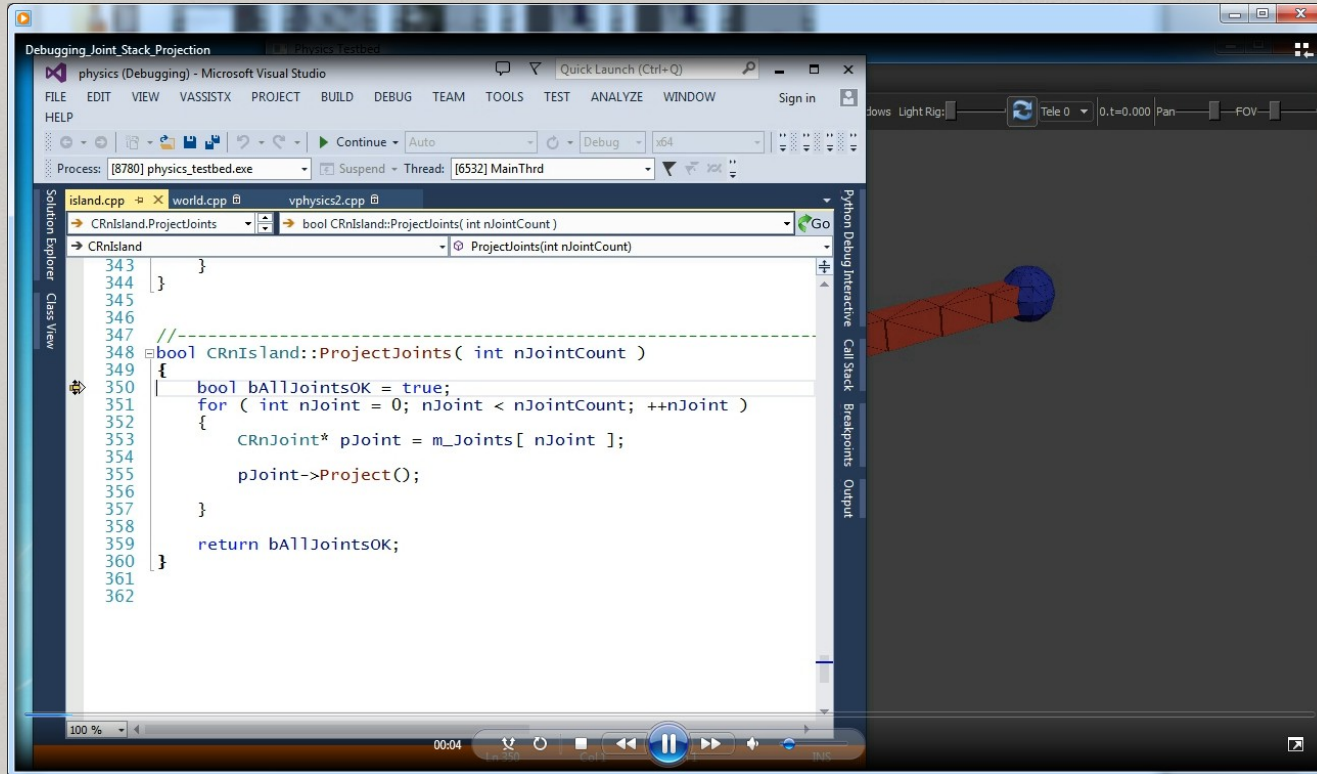 Debugging_Joint_Stack_Projection
Physics Testbed
physics (Debugging) - Microsoft Visual Studio
Quick Launch (Ctrl+Q)
FILE EDIT VIEW VASSISTX PROJECT BUILD DEBUG TEAM TOOLS TEST ANALYZE WINDOW Sign in
HELP
dows Light Rig: Tele 0 0.t=0.000 Pan FOV
Continue Auto Debug x64
Process: [8780] physics_testbed.exe Suspend Thread: [6532] MainThrd
island.cpp world.cpp vphysics2.cpp
CRnIsland.ProjectJoints bool CRnIsland::ProjectJoints( int nJointCount ) Go
CRnIsland ProjectJoints(int nJointCount)
Solution Explorer
Class View
Python Debug Interactive
Call Stack
Breakpoints
Output
343 }
344 }
345
346
347 //--------------------------------------------------------------------------
348 bool CRnIsland::ProjectJoints( int nJointCount )
349 {
350 bool bAllJointsOK = true;
351 for ( int nJoint = 0; nJoint < nJointCount; ++nJoint )
352 {
353 CRnJoint* pJoint = m_Joints[ nJoint ];
354
355 pJoint->Project();
356
357 }
358
359 return bAllJointsOK;
360 }
361
362
100 %
00:04
Ln 350 Col 1 INS